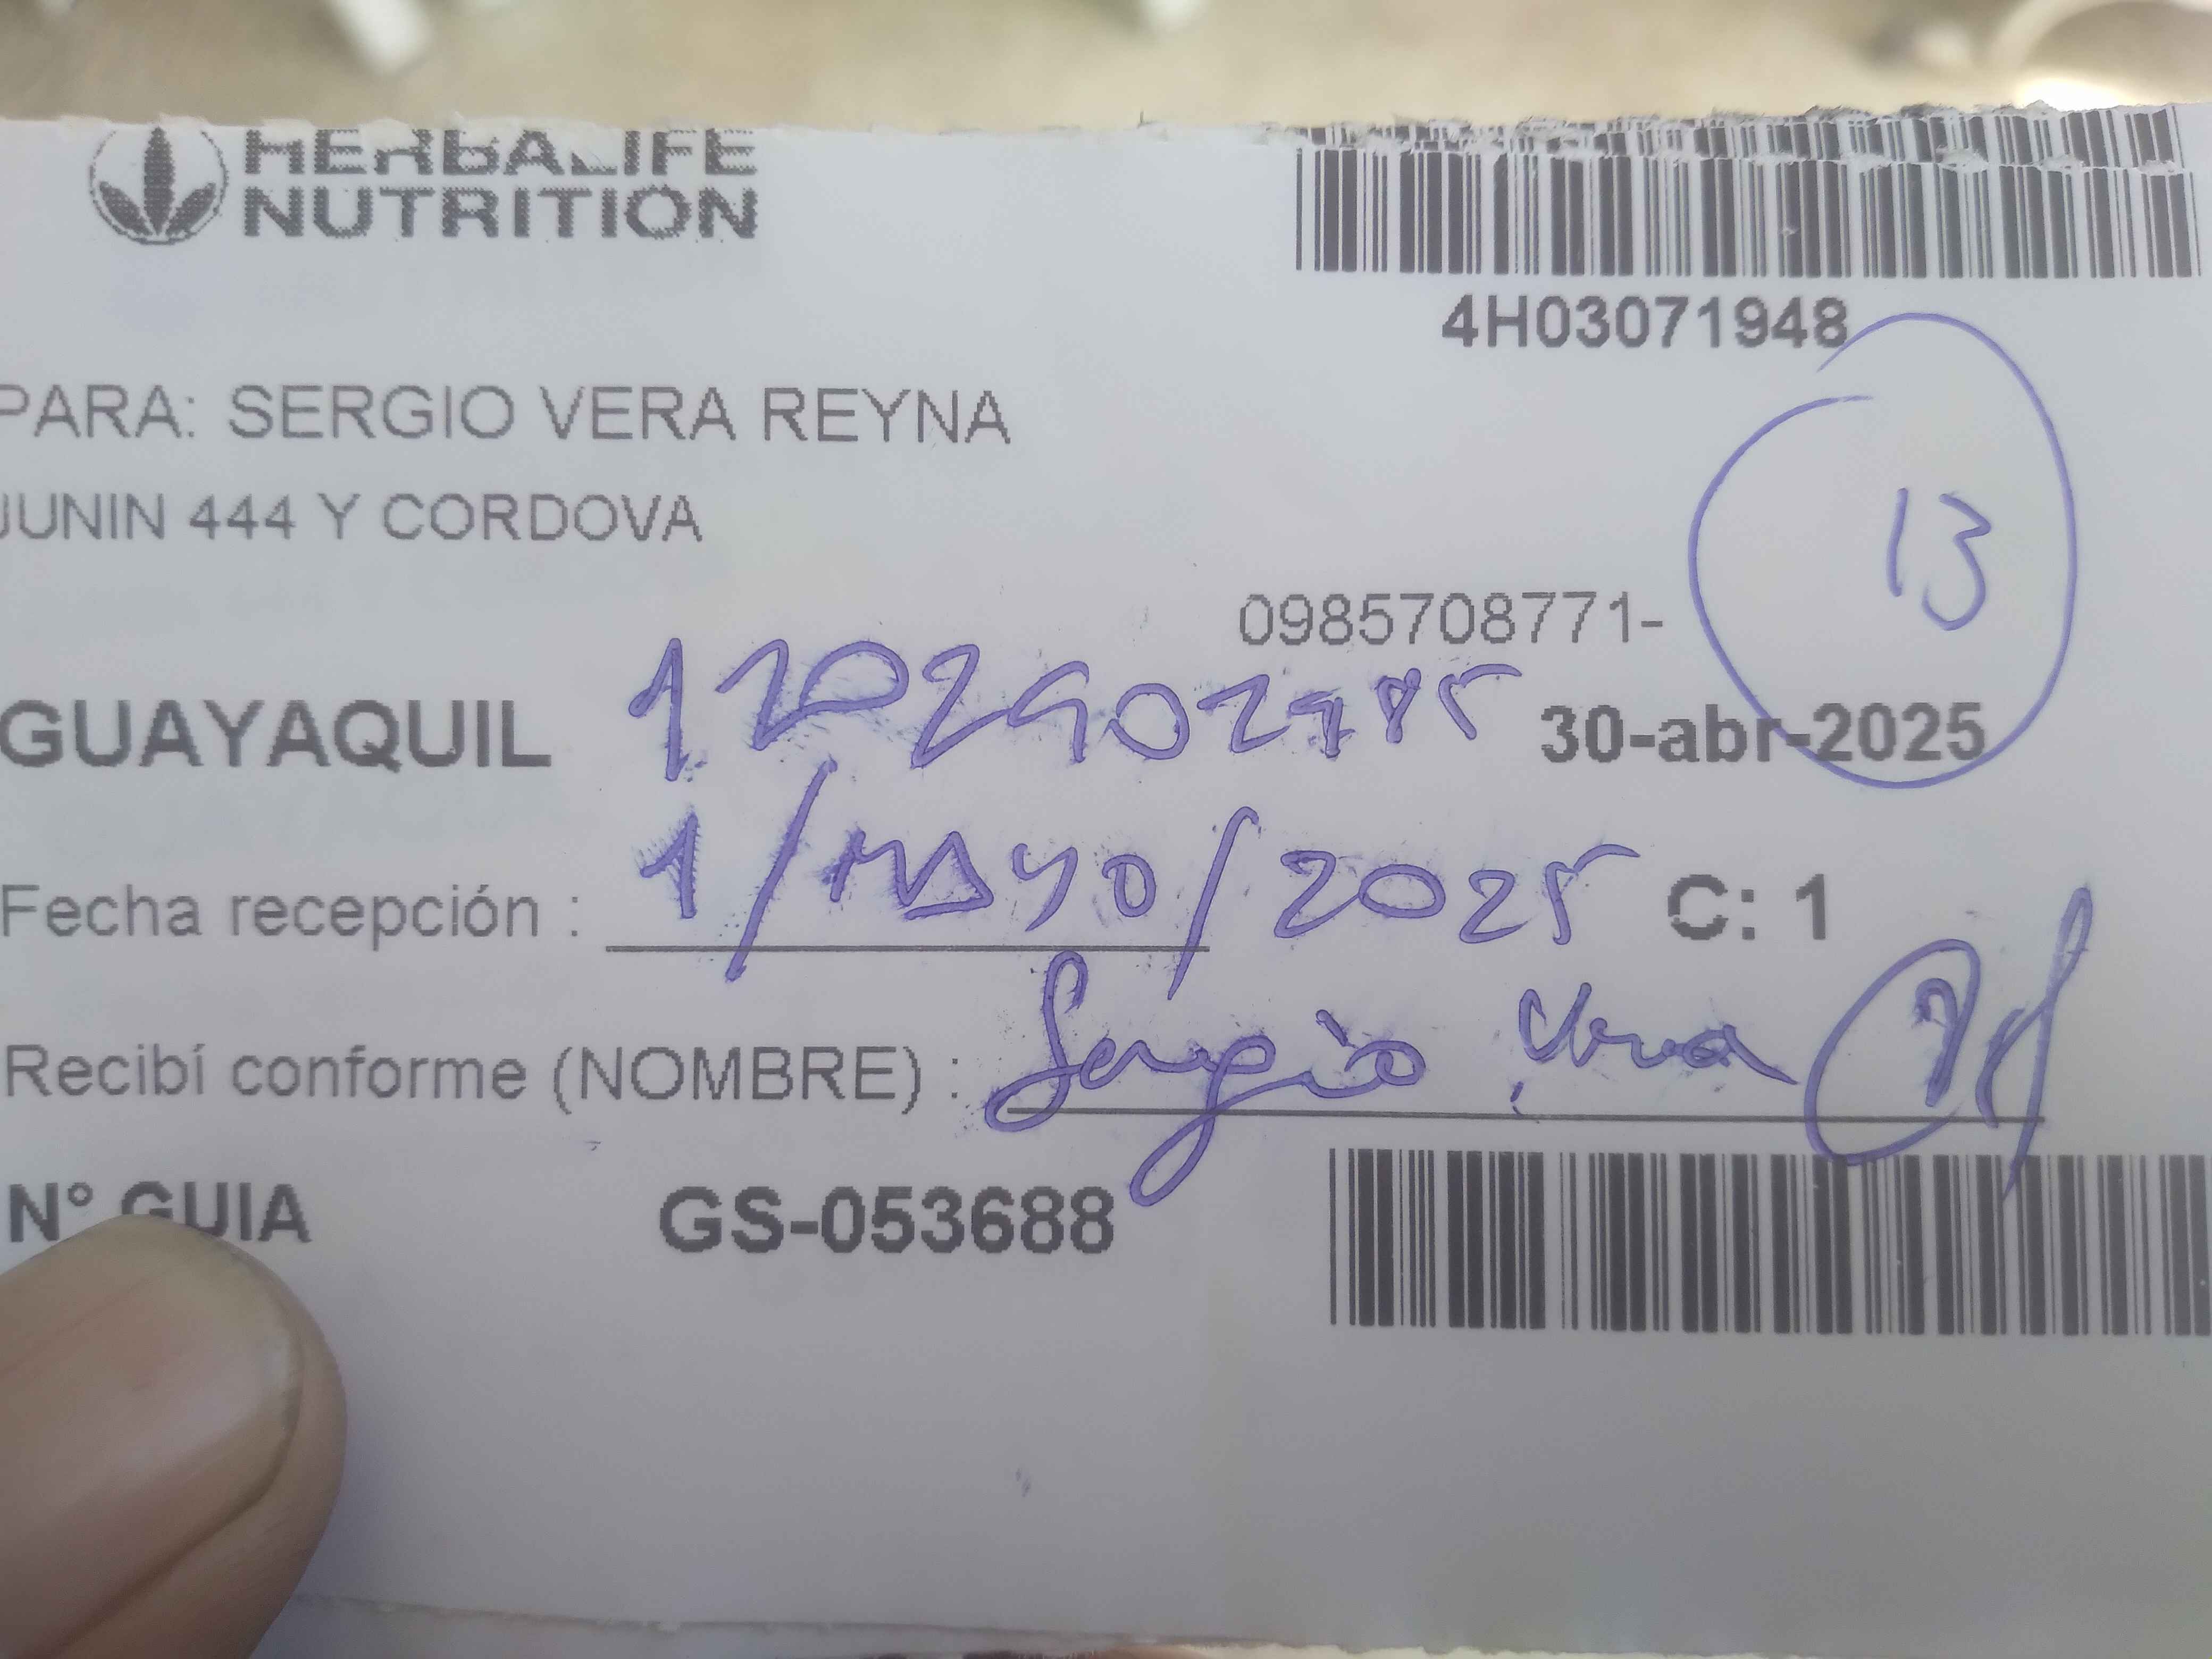 HERBALIFE
NUTRITION
4H03071948
PARA: SERGIO VERA REYNA
JUNIN 444 Y CORDOVA
13
0985708771-
GUAYAQUIL
30-abr-2025
Fecha recepción : 1/MAYO/2025 C: 1
Recibí conforme (NOMBRE) : Sergio Vera
N° GUIA GS-053688